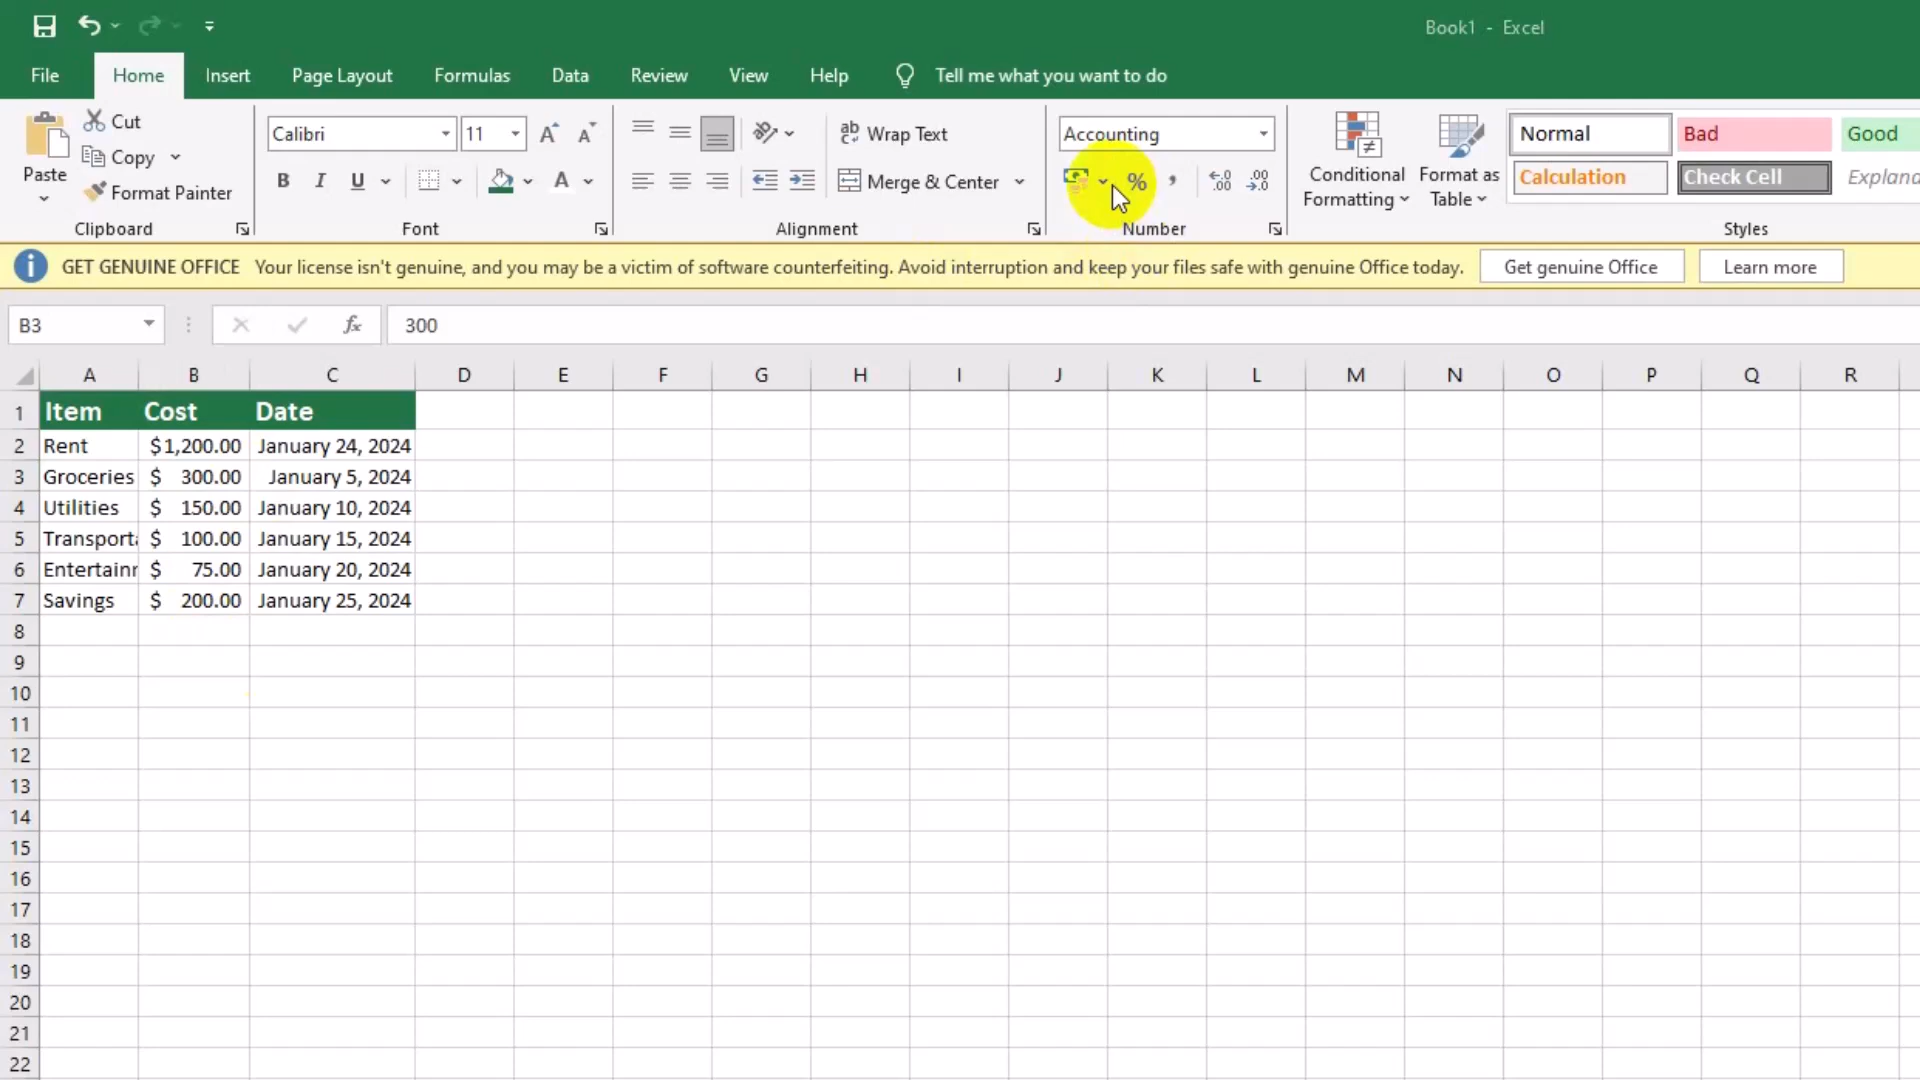 Book1 - Excel
File Home Insert Page Layout Formulas Data Review View Help Tell me what you want to do
Paste
Cut
Copy
Format Painter
Clipboard
Calibri 11
B I U A
Font
ab Wrap Text
Merge & Center
Alignment
Accounting
% ,
Number
Conditional Formatting
Format as Table
Normal Bad Good
Calculation Check Cell
Styles
GET GENUINE OFFICE Your license isn't genuine, and you may be a victim of software counterfeiting. Avoid interruption and keep your files safe with genuine Office today. Get genuine Office Learn more
B3 fx 300
A B C D E F G H I J K L M N O P Q R
1 Item Cost Date
2 Rent $1,200.00 January 24, 2024
3 Groceries $ 300.00 January 5, 2024
4 Utilities $ 150.00 January 10, 2024
5 Transport $ 100.00 January 15, 2024
6 Entertain $ 75.00 January 20, 2024
7 Savings $ 200.00 January 25, 2024
8
9
10
11
12
13
14
15
16
17
18
19
20
21
22